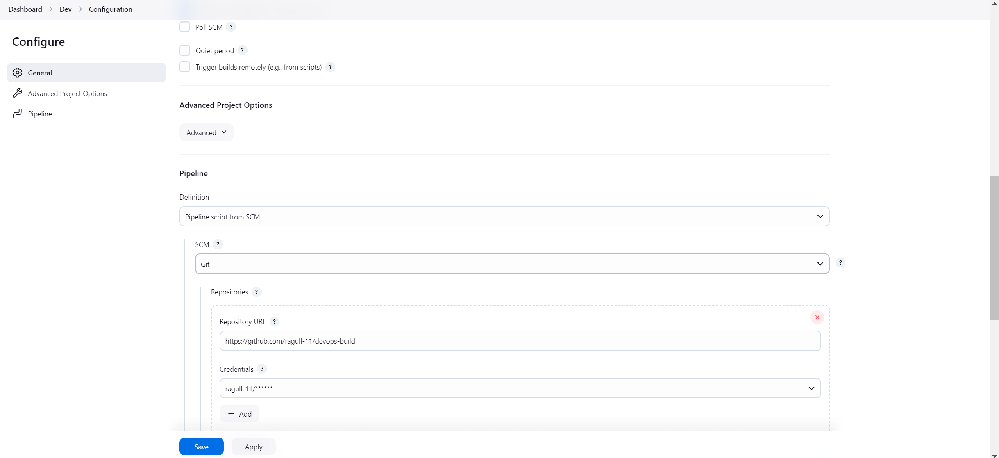 Dashboard > Dev > Configuration
Configure
General
Advanced Project Options
Pipeline
Poll SCM ?
Quiet period ?
Trigger builds remotely (e.g., from scripts) ?
Advanced Project Options
Advanced
Pipeline
Definition
Pipeline script from SCM
SCM ?
Git
?
Repositories ?
Repository URL ?
https://github.com/ragull-11/devops-build
Credentials ?
ragull-11/******
+ Add
Save Apply